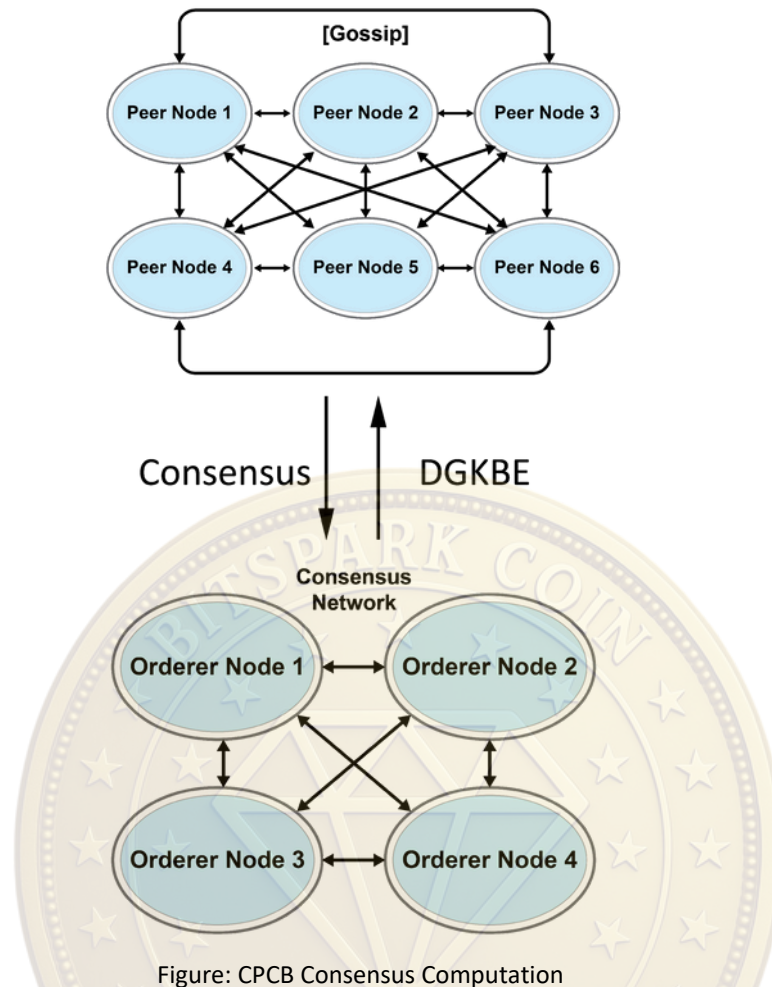 [Gossip]
Peer Node 1
Peer Node 2
Peer Node 3
Peer Node 4
Peer Node 5
Peer Node 6
Consensus
DGKBE
BITSPARK COIN
Consensus
Network
Orderer Node 1
Orderer Node 2
Orderer Node 3
Orderer Node 4
Figure: CPCB Consensus Computation